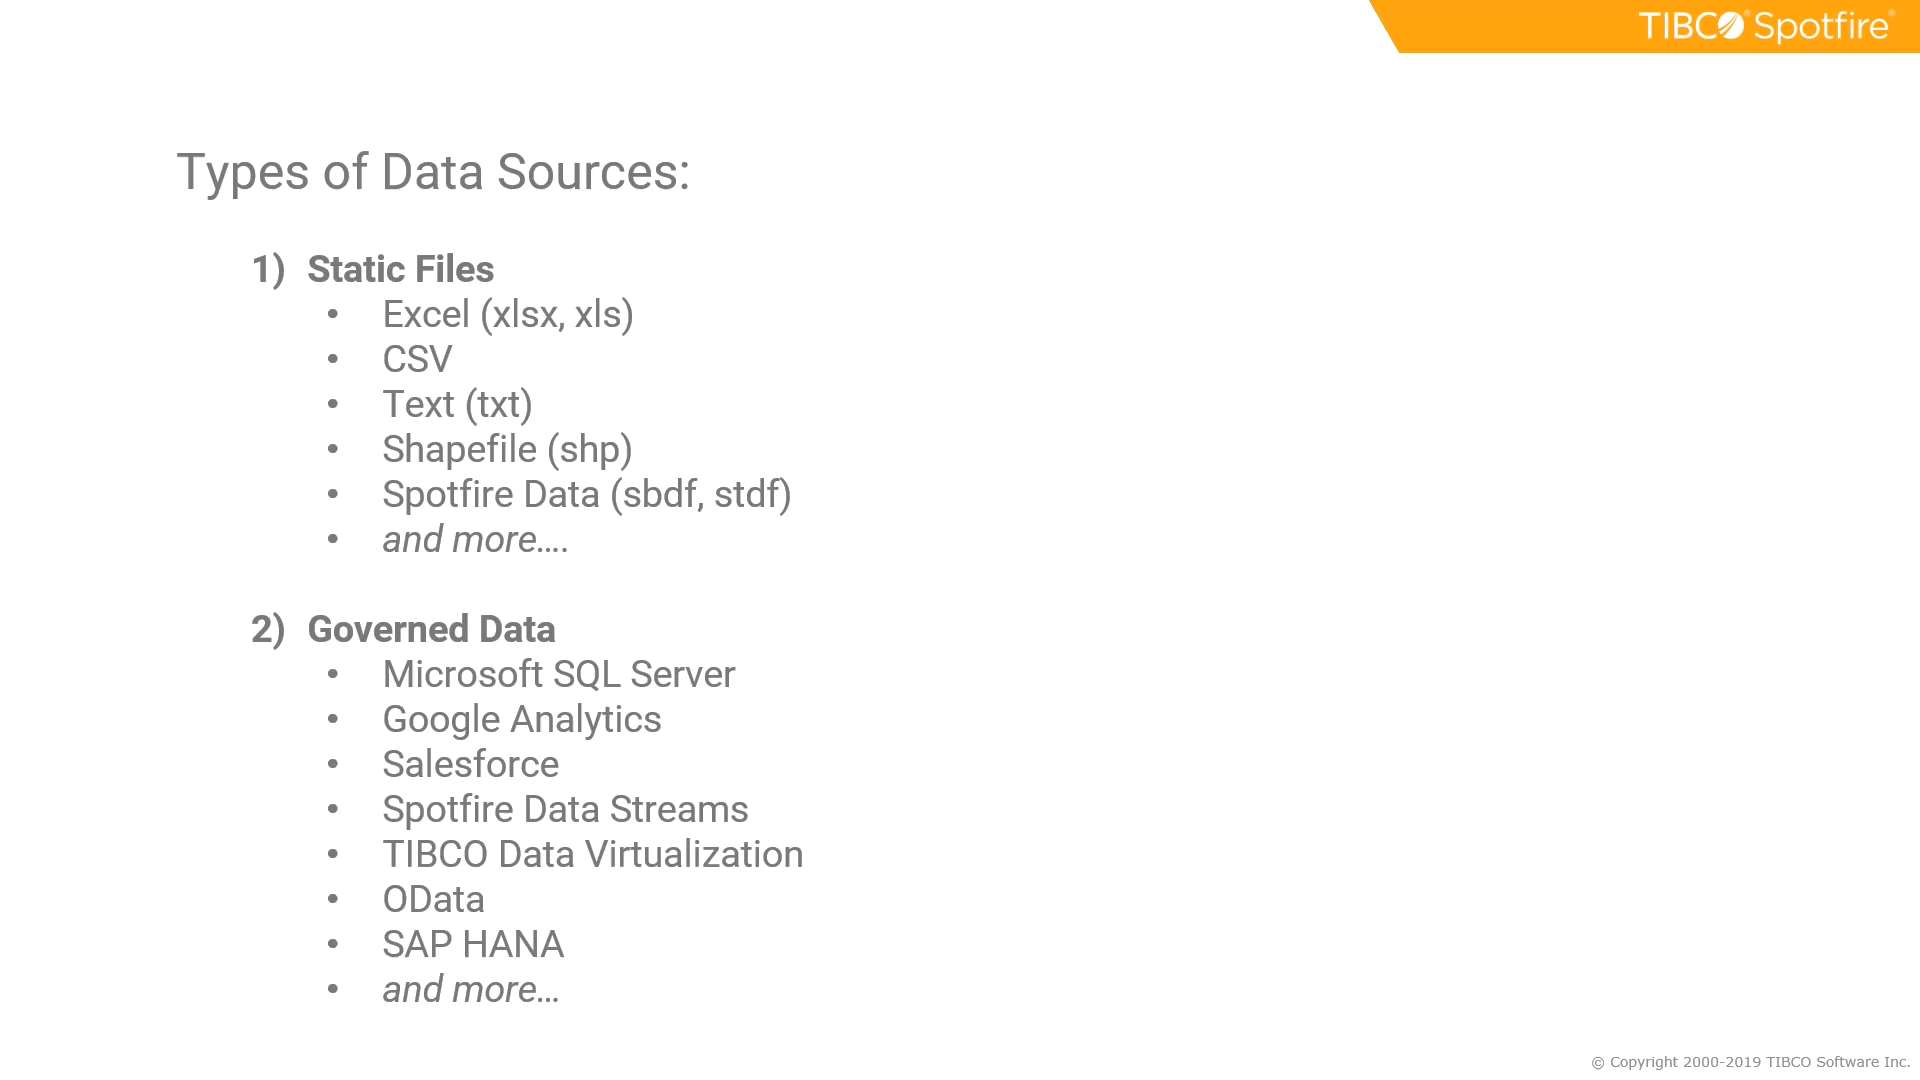 TIBCO® Spotfire®
Types of Data Sources:
1) Static Files
• Excel (xlsx, xls)
• CSV
• Text (txt)
• Shapefile (shp)
• Spotfire Data (sbdf, stdf)
• and more....
2) Governed Data
• Microsoft SQL Server
• Google Analytics
• Salesforce
• Spotfire Data Streams
• TIBCO Data Virtualization
• OData
• SAP HANA
• and more...
© Copyright 2000-2019 TIBCO Software Inc.